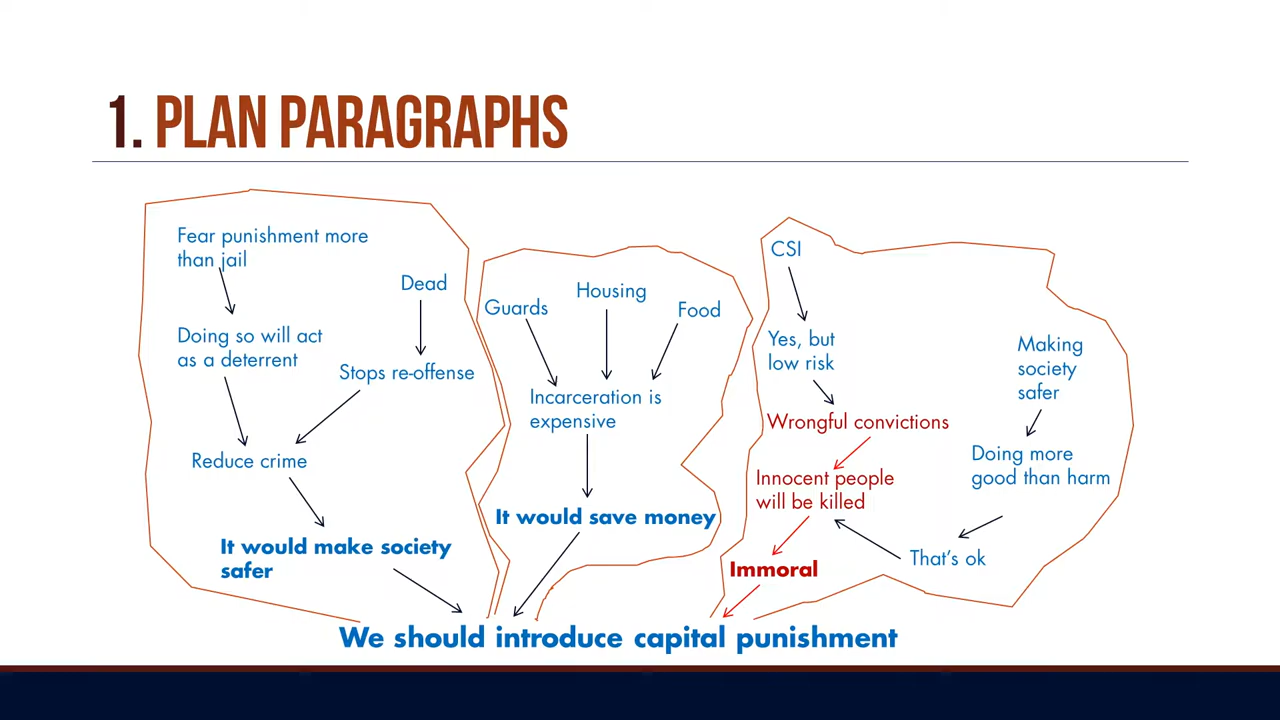 1. PLAN PARAGRAPHS
Fear punishment more
than jail
Dead
Doing so will act
as a deterrent
Stops re-offense
Reduce crime
It would make society
safer
Guards
Housing
Food
Incarceration is
expensive
It would save money
CSI
Yes, but
low risk
Wrongful convictions
Innocent people
will be killed
Immoral
Making
society
safer
Doing more
good than harm
That's ok
We should introduce capital punishment